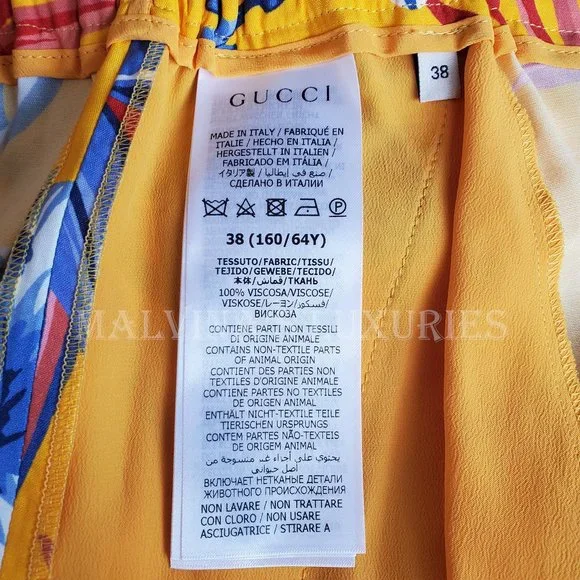 38
GUCCI
MADE IN ITALY / FABRIQUÉ EN
ITALIE / HECHO EN ITALIA /
HERGESTELLT IN ITALIEN /
FABRICADO EM ITÁLIA /
イタリア製 / صنع في إيطاليا /
СДЕЛАНО В ИТАЛИИ
P
38 (160/64Y)
TESSUTO/FABRIC/TISSU/
TEJIDO/GEWEBE/TECIDO/
本体/قماش/ТКАНЬ
100% VISCOSA/VISCOSE/
VISKOSE/レーヨン/فسكوز/
ВИСКОЗА
CONTIENE PARTI NON TESSILI
DI ORIGINE ANIMALE
CONTAINS NON-TEXTILE PARTS
OF ANIMAL ORIGIN
CONTIENT DES PARTIES NON
TEXTILES D'ORIGINE ANIMALE
CONTIENE PARTES NO TEXTILES
DE ORIGEN ANIMAL
ENTHÄLT NICHT-TEXTILE TEILE
TIERISCHEN URSPRUNGS
CONTEM PARTES NÃO-TEXTEIS
DE ORIGEM ANIMAL
يحتوي على أجزاء غير منسوجة من
أصل حيواني
ВКЛЮЧАЕТ НЕТКАНЫЕ ДЕТАЛИ
ЖИВОТНОГО ПРОИСХОЖДЕНИЯ
NON LAVARE / NON TRATTARE
CON CLORO / NON USARE
ASCIUGATRICE / STIRARE A